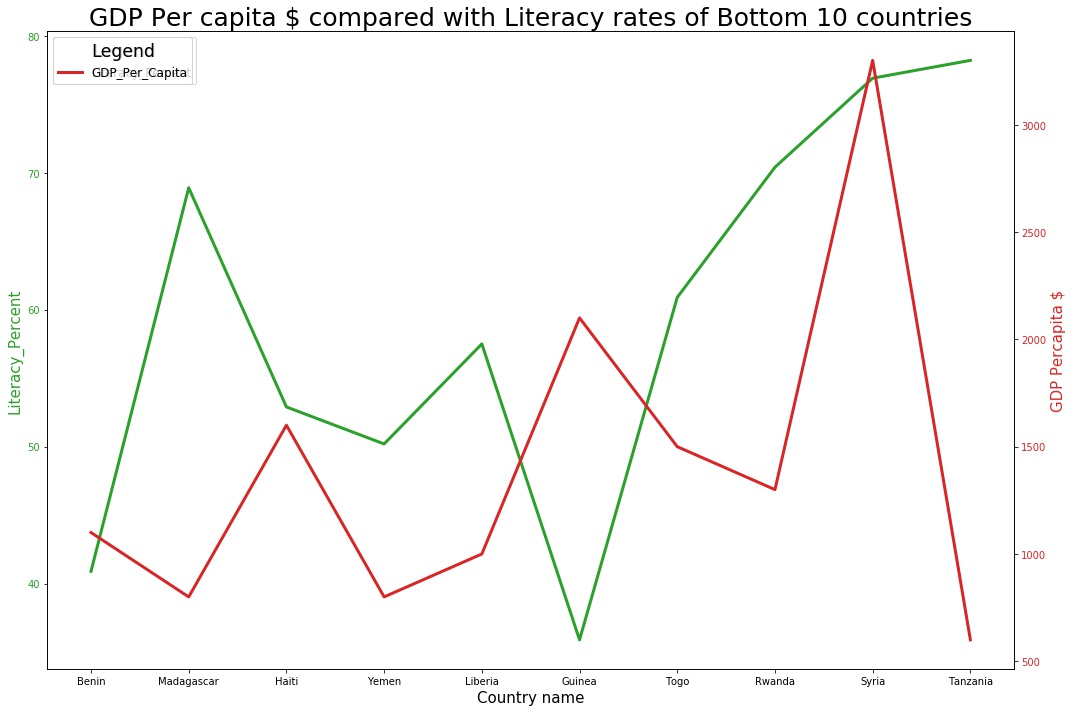 GDP Per capita $ compared with Literacy rates of Bottom 10 countries
Legend
GDP_Per_Capita
80
70
60
50
40
Literacy_Percent
3000
2500
2000
1500
1000
500
GDP Percapita $
Benin Madagascar Haiti Yemen Liberia Guinea Togo Rwanda Syria Tanzania
Country name